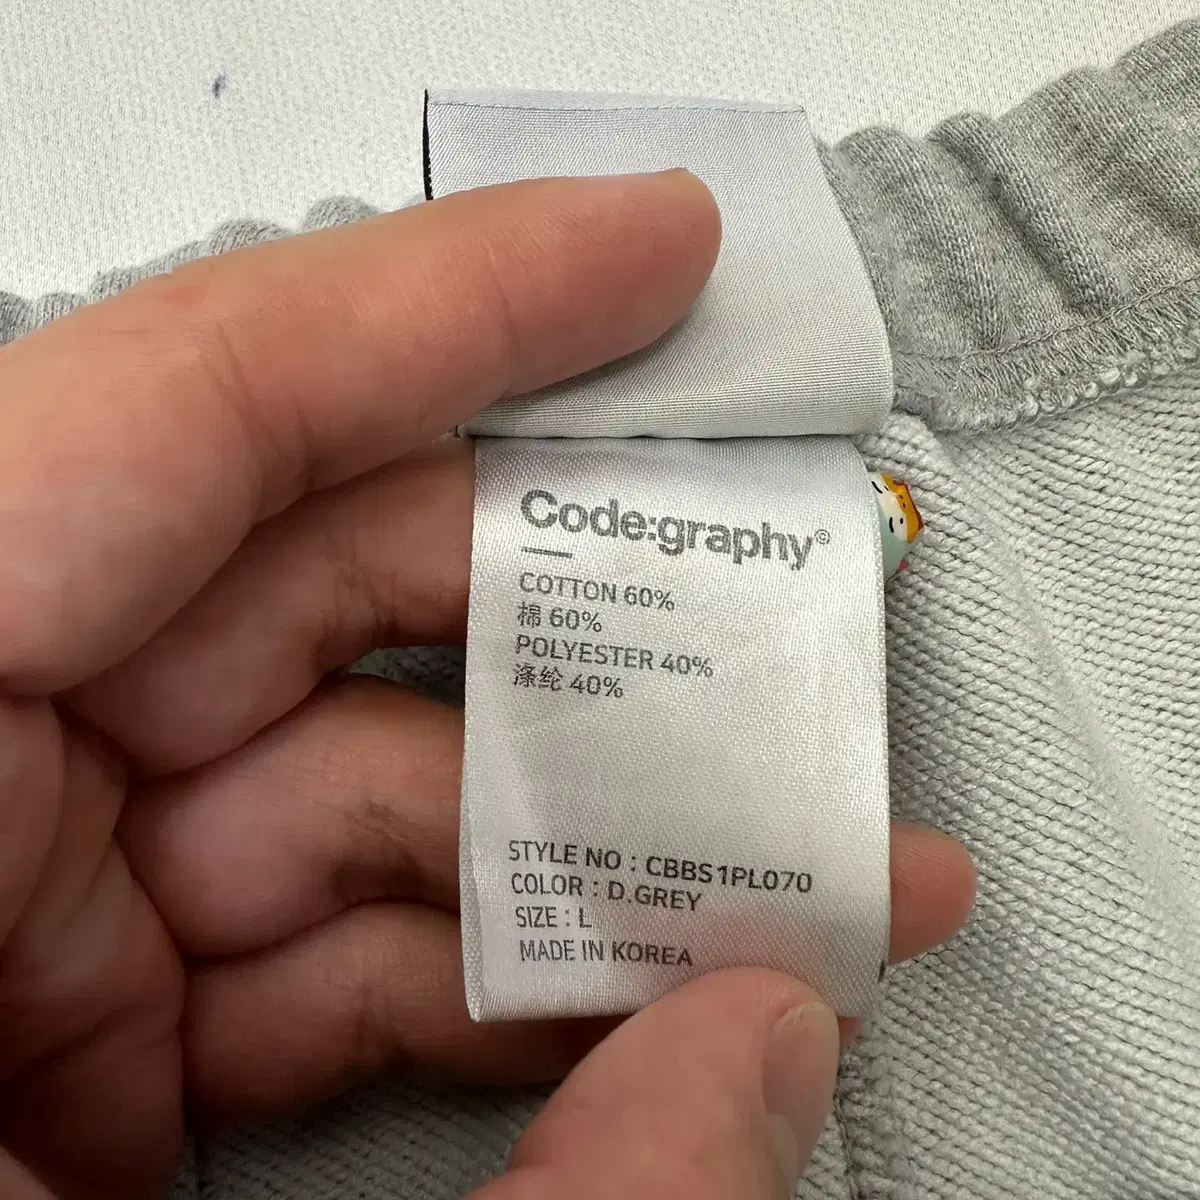 Code:graphy©
COTTON 60%
棉 60%
POLYESTER 40%
涤纶 40%
STYLE NO : CBBS1PL070
COLOR : D.GREY
SIZE : L
MADE IN KOREA